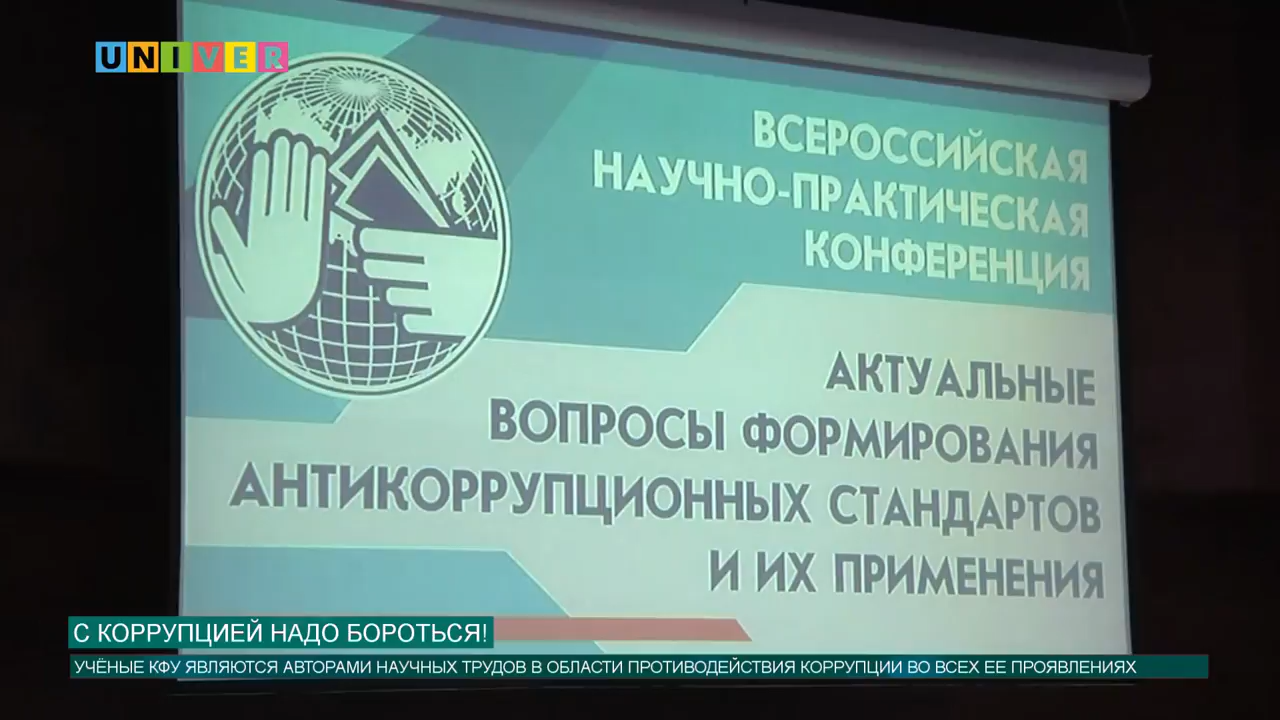 UNIVER
ВСЕРОССИЙСКАЯ
НАУЧНО-ПРАКТИЧЕСКАЯ
КОНФЕРЕНЦИЯ
АКТУАЛЬНЫЕ
ВОПРОСЫ ФОРМИРОВАНИЯ
АНТИКОРРУПЦИОННЫХ СТАНДАРТОВ
И ИХ ПРИМЕНЕНИЯ
С КОРРУПЦИЕЙ НАДО БОРОТЬСЯ!
УЧЁНЫЕ КФУ ЯВЛЯЮТСЯ АВТОРАМИ НАУЧНЫХ ТРУДОВ В ОБЛАСТИ ПРОТИВОДЕЙСТВИЯ КОРРУПЦИИ ВО ВСЕХ ЕЕ ПРОЯВЛЕНИЯХ